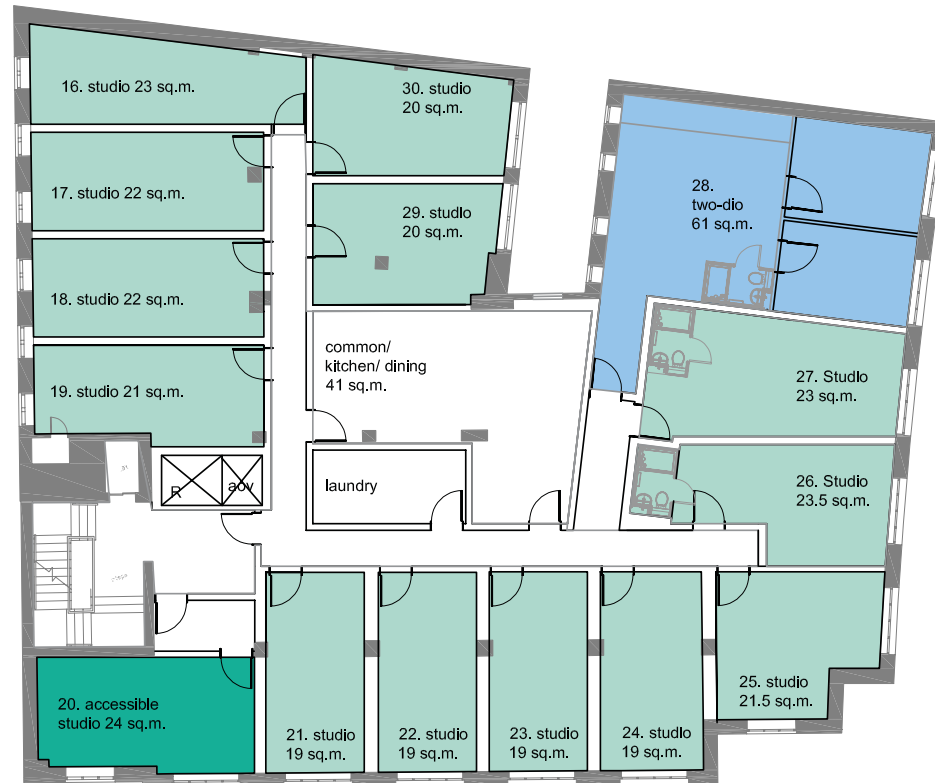 16. studio 23 sq.m.
30. studio
20 sq.m.
17. studio 22 sq.m.
28.
two-dio
61 sq.m.
29. studIo
20 sq.m.
18. studio 22 sq.m.
common/
kitchen/ dining
41 sq.m.
19. studio 21 sq.m.
27. StudIo
23 sq.m.
R
aov
laundry
26. Studio
23.5 sq.m.
20. accessible
studio 24 sq.m.
21. studio
19 sq.m.
22. studio
19 sq.m.
23. studio
19 sq.m.
24. studIo
19 sq.m.
25. studio
21.5 sq.m.